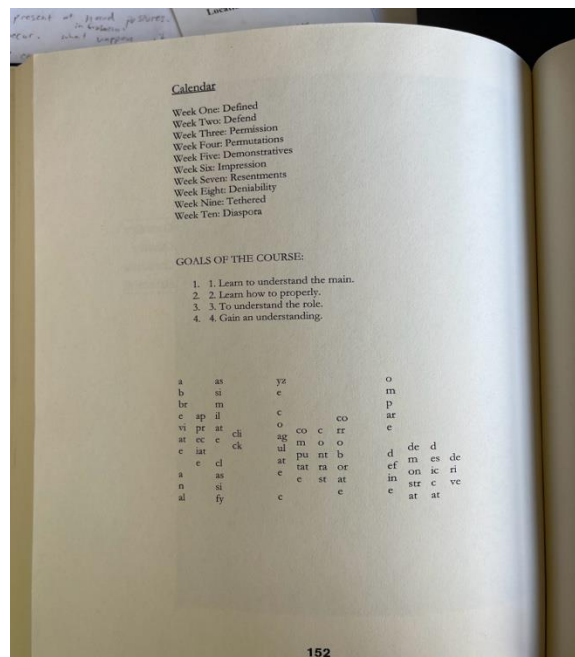 present at
what
Calendar
Week One: Defined
Week Two: Defend
Week Three: Permission
Week Four: Permutations
Week Five: Demonstratives
Week Six: Impression
Week Seven: Resentments
Week Eight: Deniability
Week Nine: Tethered
Week Ten: Diaspora
GOALS OF THE COURSE:
1. 1. Learn to understand the main.
2. 2. Learn how to properly.
3. 3. To understand the role.
4. 4. Gain an understanding.
a as yz o
b si e m
br m p
e ap il c co ar
vi pr at cli o co c rr e
at ec e ck ag m o o
e iat ul pu nt b d de d
e cl at tat ra or ef m es de
a as e e st at in on ic ri
n si e e str c ve
al fy c at at
152